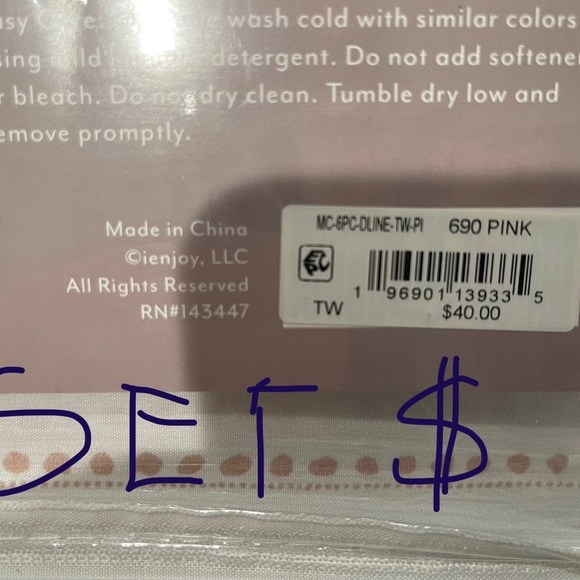 wash cold with similar colors
detergent. Do not add
r bleach. Do not dry clean. Tumble dry low and
emove promptly.
Made in China
©ienjoy, LLC
All Rights Reserved
RN#143447
MC-6PC-DLINE-TW-PI 690 PINK
1 96901 13933 5
TW $40.00
SET $